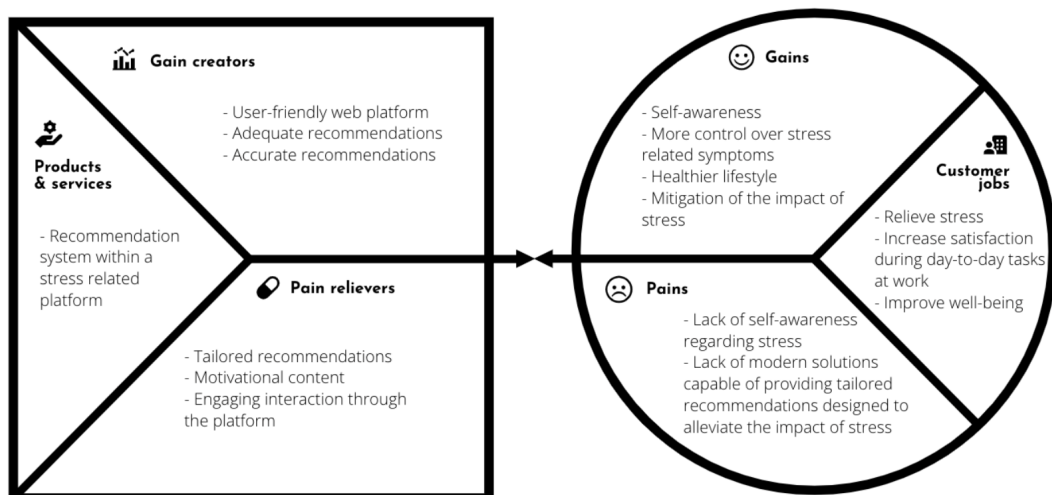 Gain creators
- User-friendly web platform
- Adequate recommendations
- Accurate recommendations
Products
& services
- Recommendation
system within a
stress related
platform
Pain relievers
- Tailored recommendations
- Motivational content
- Engaging interaction through
the platform
Gains
- Self-awareness
- More control over stress
related symptoms
- Healthier lifestyle
- Mitigation of the impact of
stress
Customer
jobs
- Relieve stress
- Increase satisfaction
during day-to-day tasks
at work
- Improve well-being
Pains
- Lack of self-awareness
regarding stress
- Lack of modern solutions
capable of providing tailored
recommendations designed to
alleviate the impact of stress